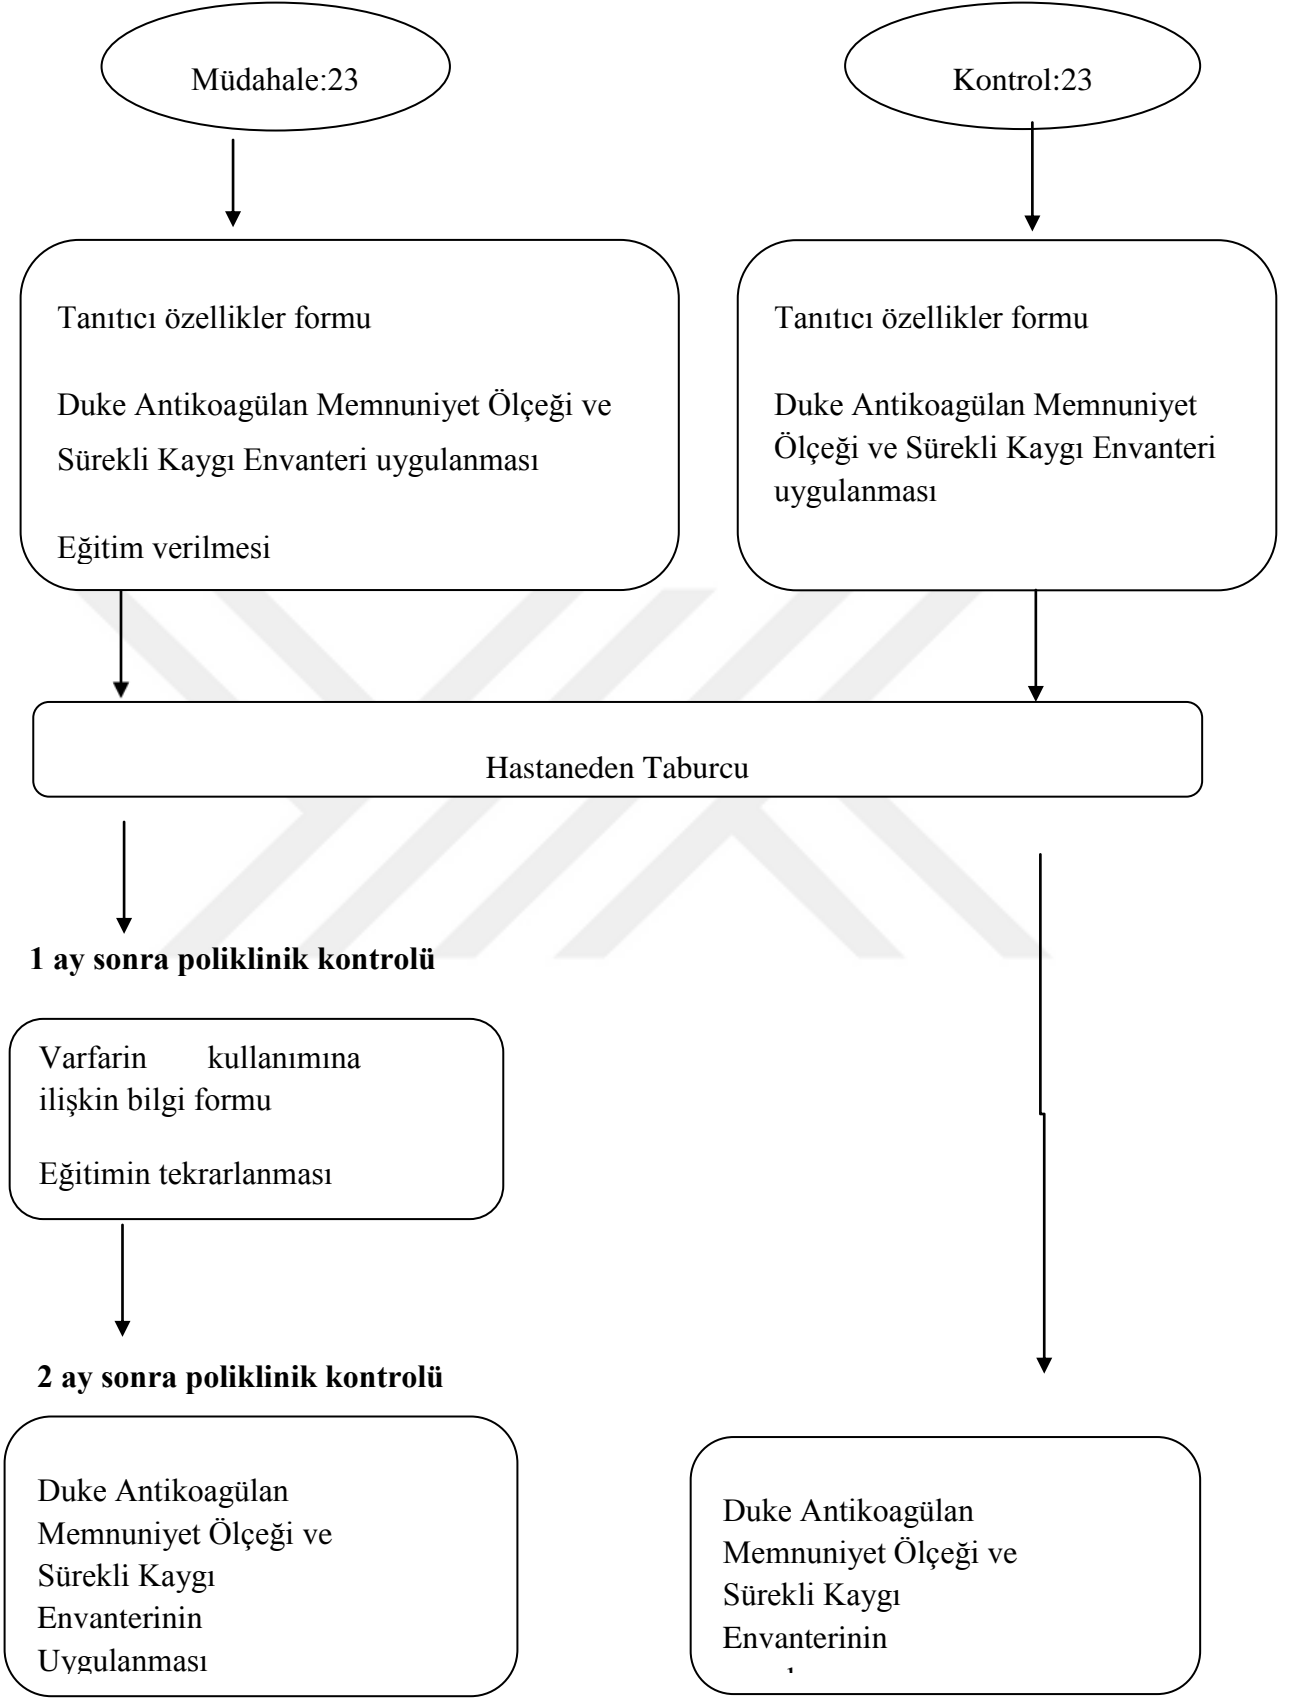 Müdahale:23
Kontrol:23
Tanıtıcı özellikler formu
Duke Antikoagülan Memnuniyet Ölçeği ve
Sürekli Kaygı Envanteri uygulanması
Eğitim verilmesi
Tanıtıcı özellikler formu
Duke Antikoagülan Memnuniyet
Ölçeği ve Sürekli Kaygı Envanteri
uygulanması
Hastaneden Taburcu
1 ay sonra poliklinik kontrolü
Varfarin kullanımına
ilişkin bilgi formu
Eğitimin tekrarlanması
2 ay sonra poliklinik kontrolü
Duke Antikoagülan
Memnuniyet Ölçeği ve
Sürekli Kaygı
Envanterinin
Uygulanması
Duke Antikoagülan
Memnuniyet Ölçeği ve
Sürekli Kaygı
Envanterinin